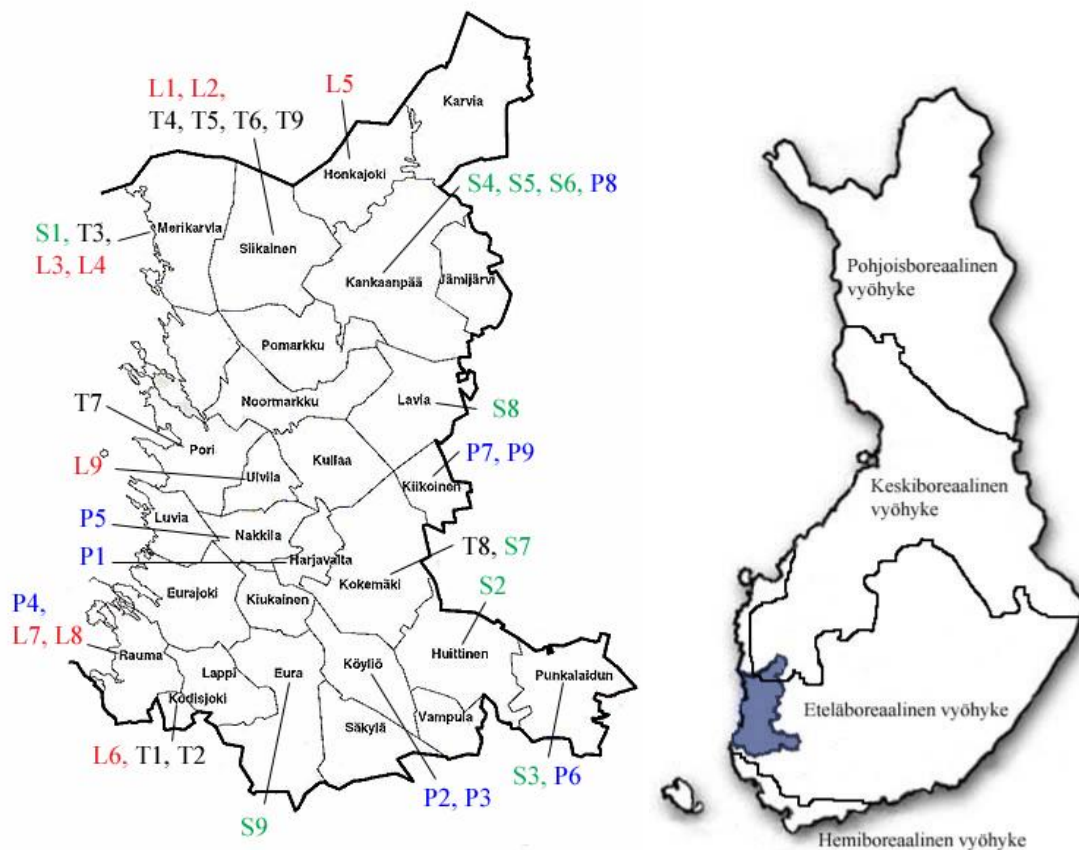 L1, L2,
T4, T5, T6, T9
L5
Karvia
Honkajoki
S4, S5, S6, P8
S1, T3,
L3, L4
Merikarvia
Siikainen
Kankaanpää
Jämijärvi
Pomarkku
Noormarkku
Lavia
S8
T7
Pori
L9
Ulvila
Kullaa
P7, P9
Kiikoinen
Luvia
P5
Nakkila
P1
Harjavalta
T8, S7
Kokemäki
S2
Eurajoki
Kiukainen
P4,
L7, L8
Rauma
Lappi
Eura
Köyliö
Huittinen
Punkalaidun
Kodisjoki
Säkylä
Vampula
L6, T1, T2
S3, P6
P2, P3
S9
Pohjoisboreaalinen
vyöhyke
Keskiboreaalinen
vyöhyke
Eteläboreaalinen vyöhyke
Hemiboreaalinen vyöhyke